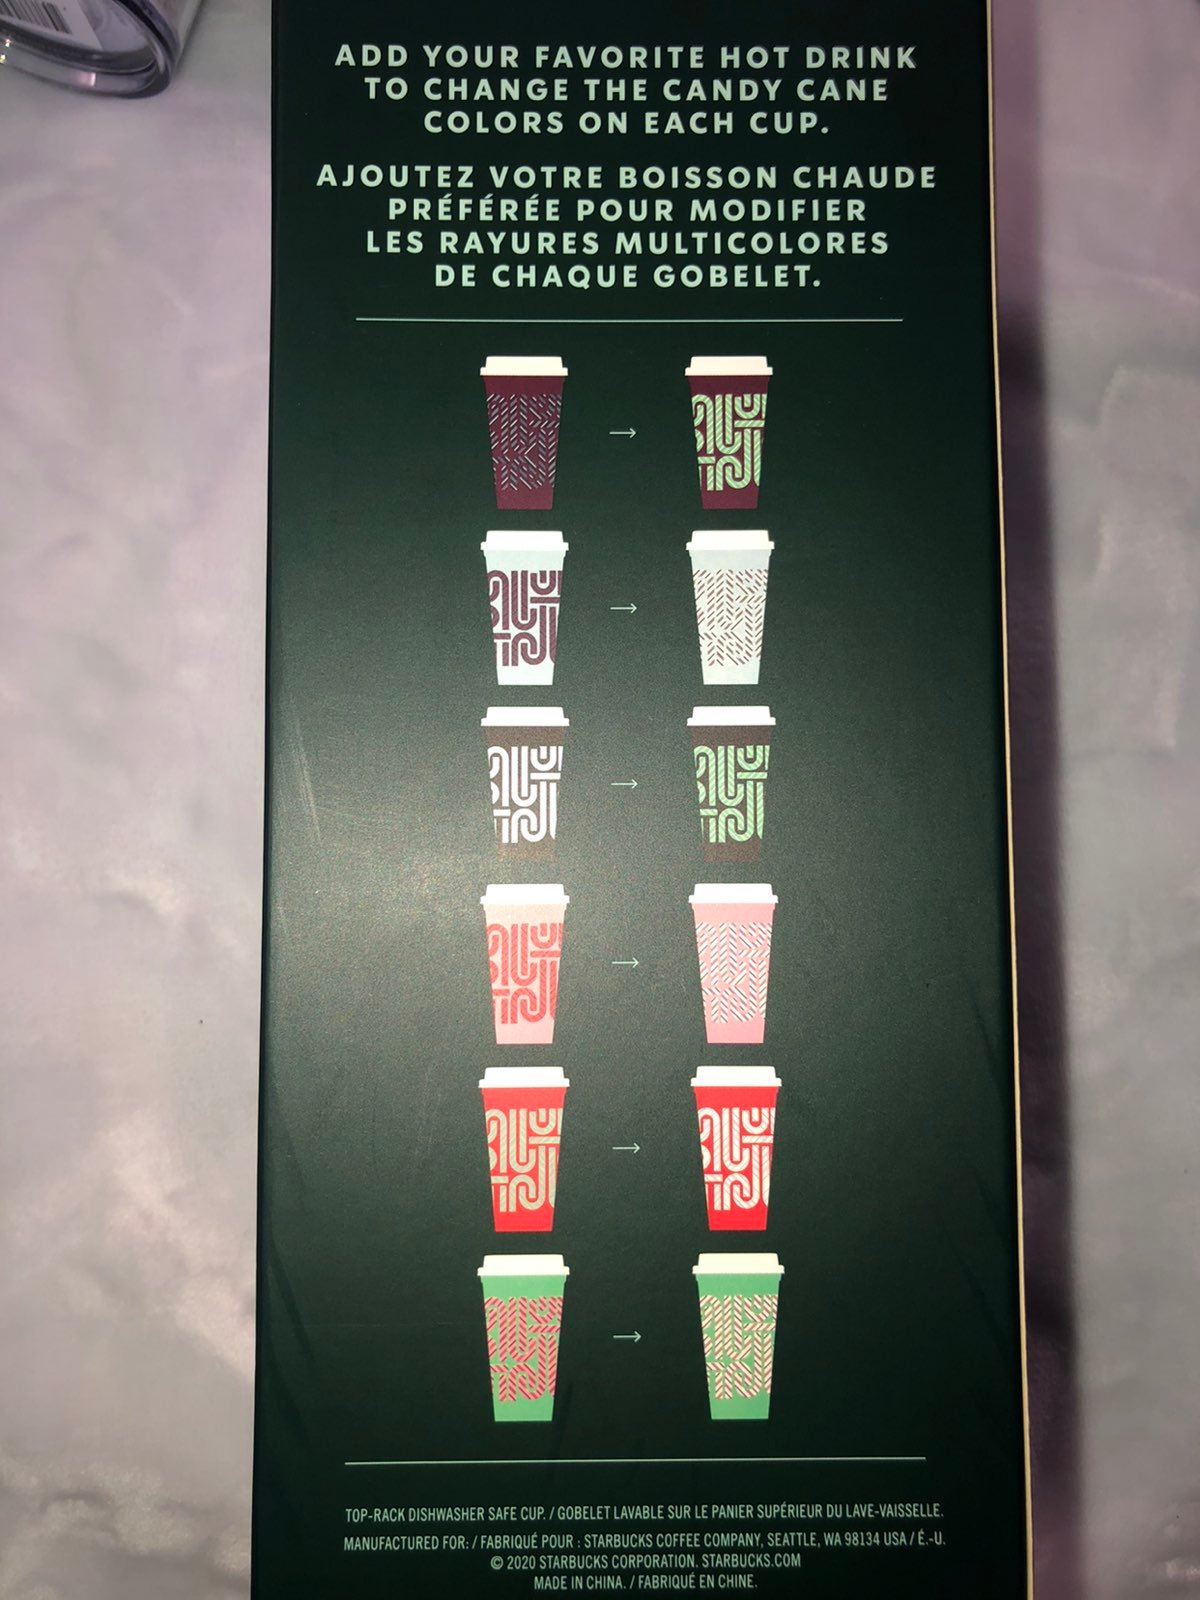 ADD YOUR FAVORITE HOT DRINK
TO CHANGE THE CANDY CANE
COLORS ON EACH CUP.
AJOUTEZ VOTRE BOISSON CHAUDE
PRÉFÉRÉE POUR MODIFIER
LES RAYURES MULTICOLORES
DE CHAQUE GOBELET.
TOP-RACK DISHWASHER SAFE CUP. / GOBELET LAVABLE SUR LE PANIER SUPÉRIEUR DU LAVE-VAISSELLE.
MANUFACTURED FOR: / FABRIQUÉ POUR : STARBUCKS COFFEE COMPANY, SEATTLE, WA 98134 USA / É.-U.
© 2020 STARBUCKS CORPORATION. STARBUCKS.COM
MADE IN CHINA. / FABRIQUÉ EN CHINE.